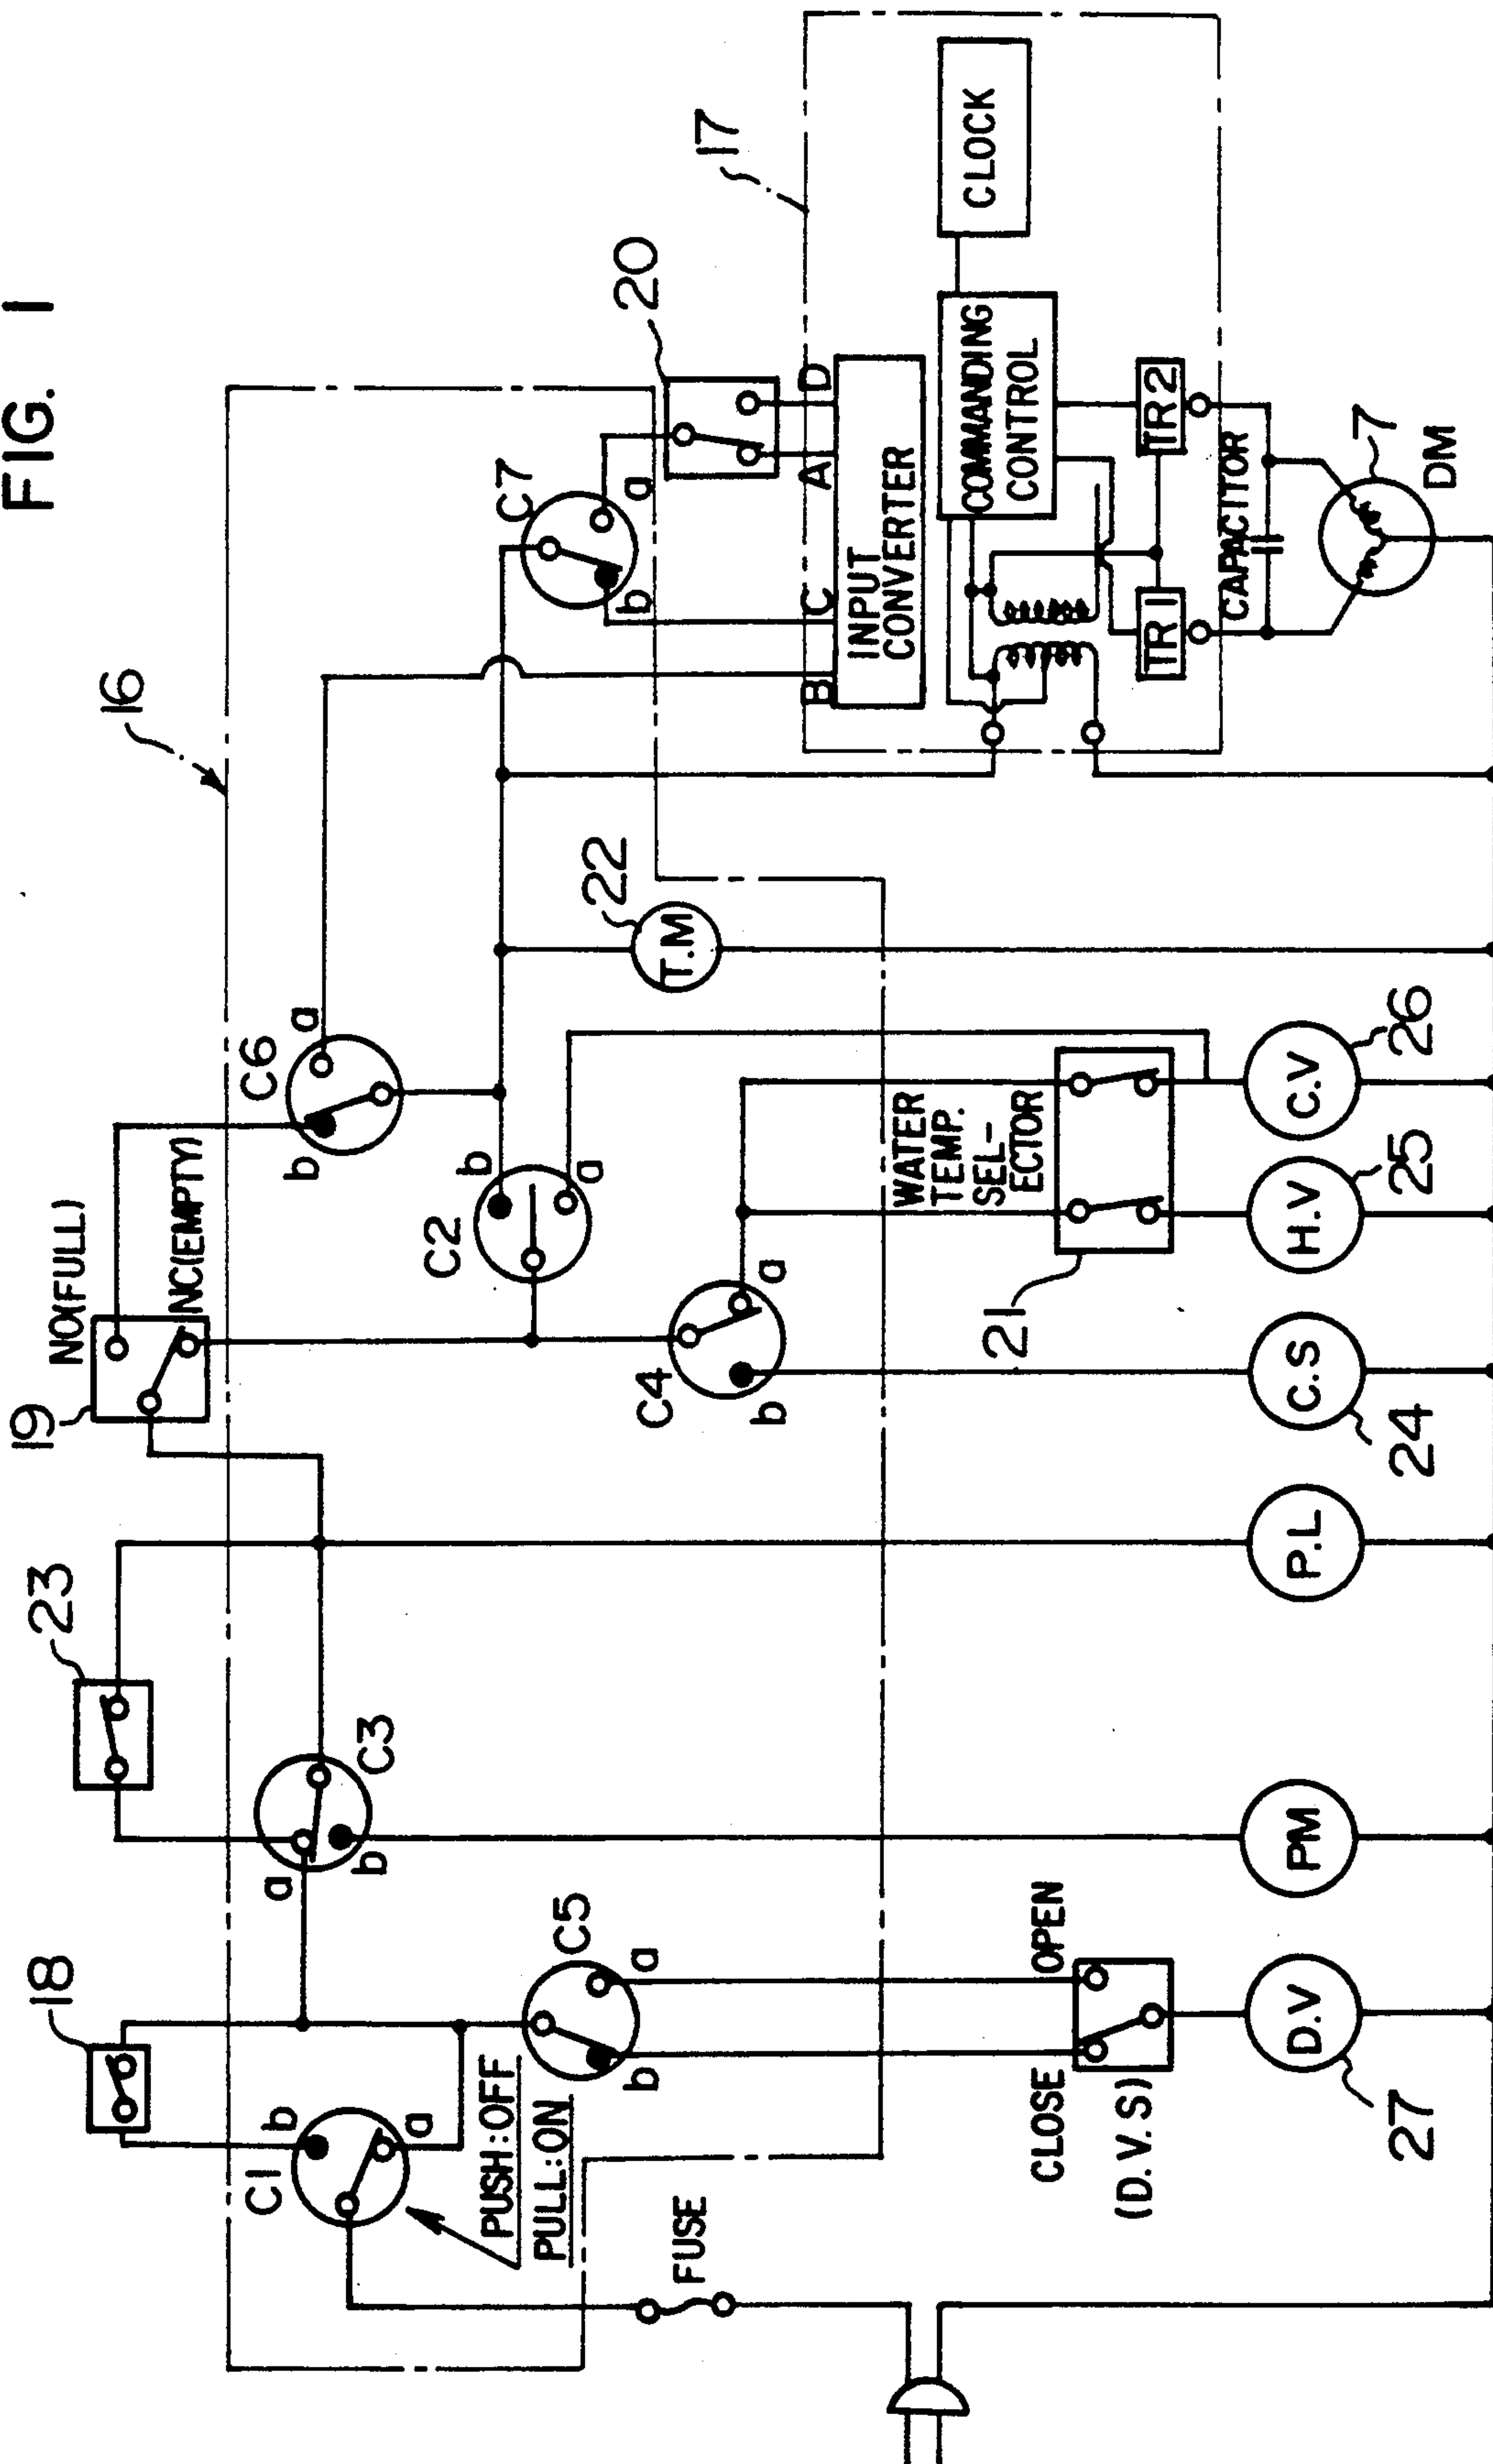 FIG. 1
16
19
NO(FULL)
NC(EMPTY)
23
18
C1
b
a
PUSH:OFF
PULL:ON
C5
a
b
C3
a
b
C6
a
b
C2
b
a
C4
a
b
C7
a
b
20
22
T.M
17
B
C
A
D
INPUT
CONVERTER
COMMANDING
CONTROL
CLOCK
TR1
TR2
CAPACITOR
7
DM
FUSE
CLOSE
OPEN
(D.V.S)
WATER
TEMP.
SEL-
ECTOR
21
D.V
27
PM
P.L
C.S
24
H.V
25
C.V
26